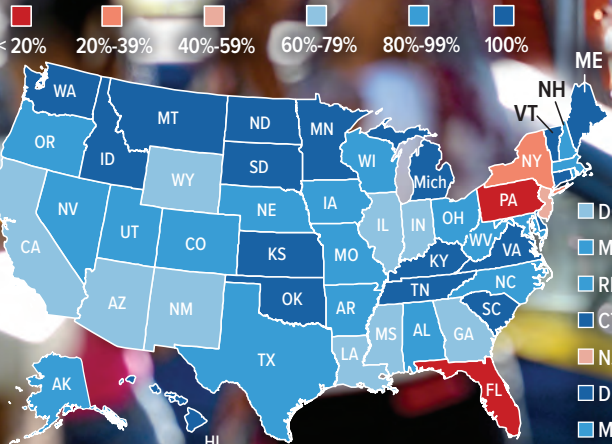 < 20% 20%-39% 40%-59% 60%-79% 80%-99% 100%
ME
NH
VT
WA
MT
ND
MN
OR
ID
SD
WI
Mich
NY
WY
PA
NV
NE
IA
UT
CO
IL
IN
OH
WV
VA
CA
KS
MO
KY
NC
AZ
NM
OK
AR
TN
SC
MS
AL
GA
LA
TX
AK
FL
HI
D
M
RI
C
N
D
M